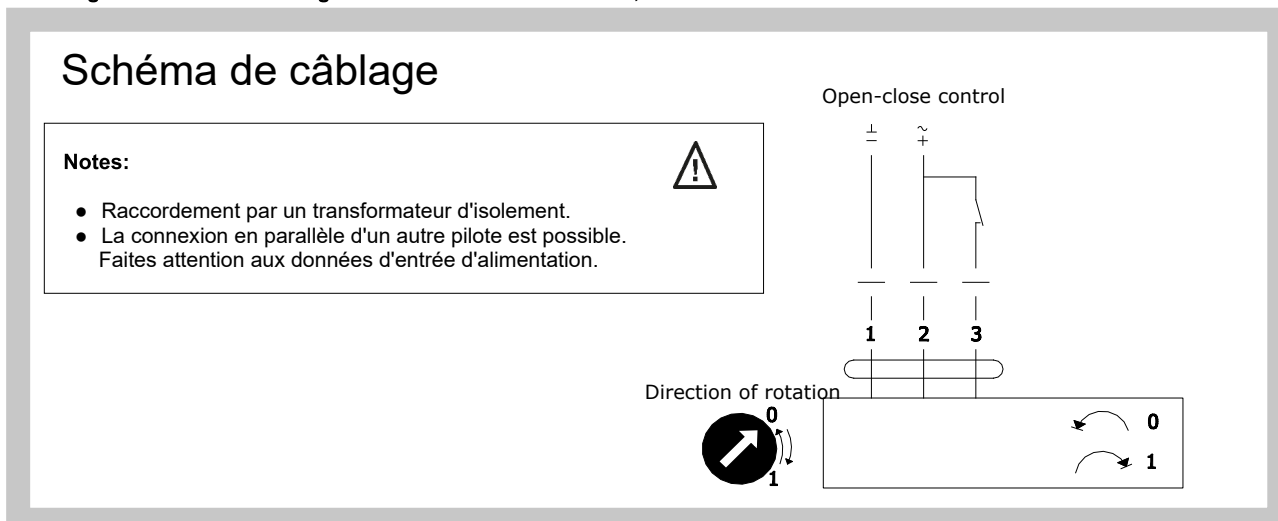 Schéma de câblage
Notes:
● Raccordement par un transformateur d'isolement.
● La connexion en parallèle d'un autre pilote est possible.
Faites attention aux données d'entrée d'alimentation.
Open-close control
⊥ ~
− +
1 2 3
Direction of rotation
0
1
0
1